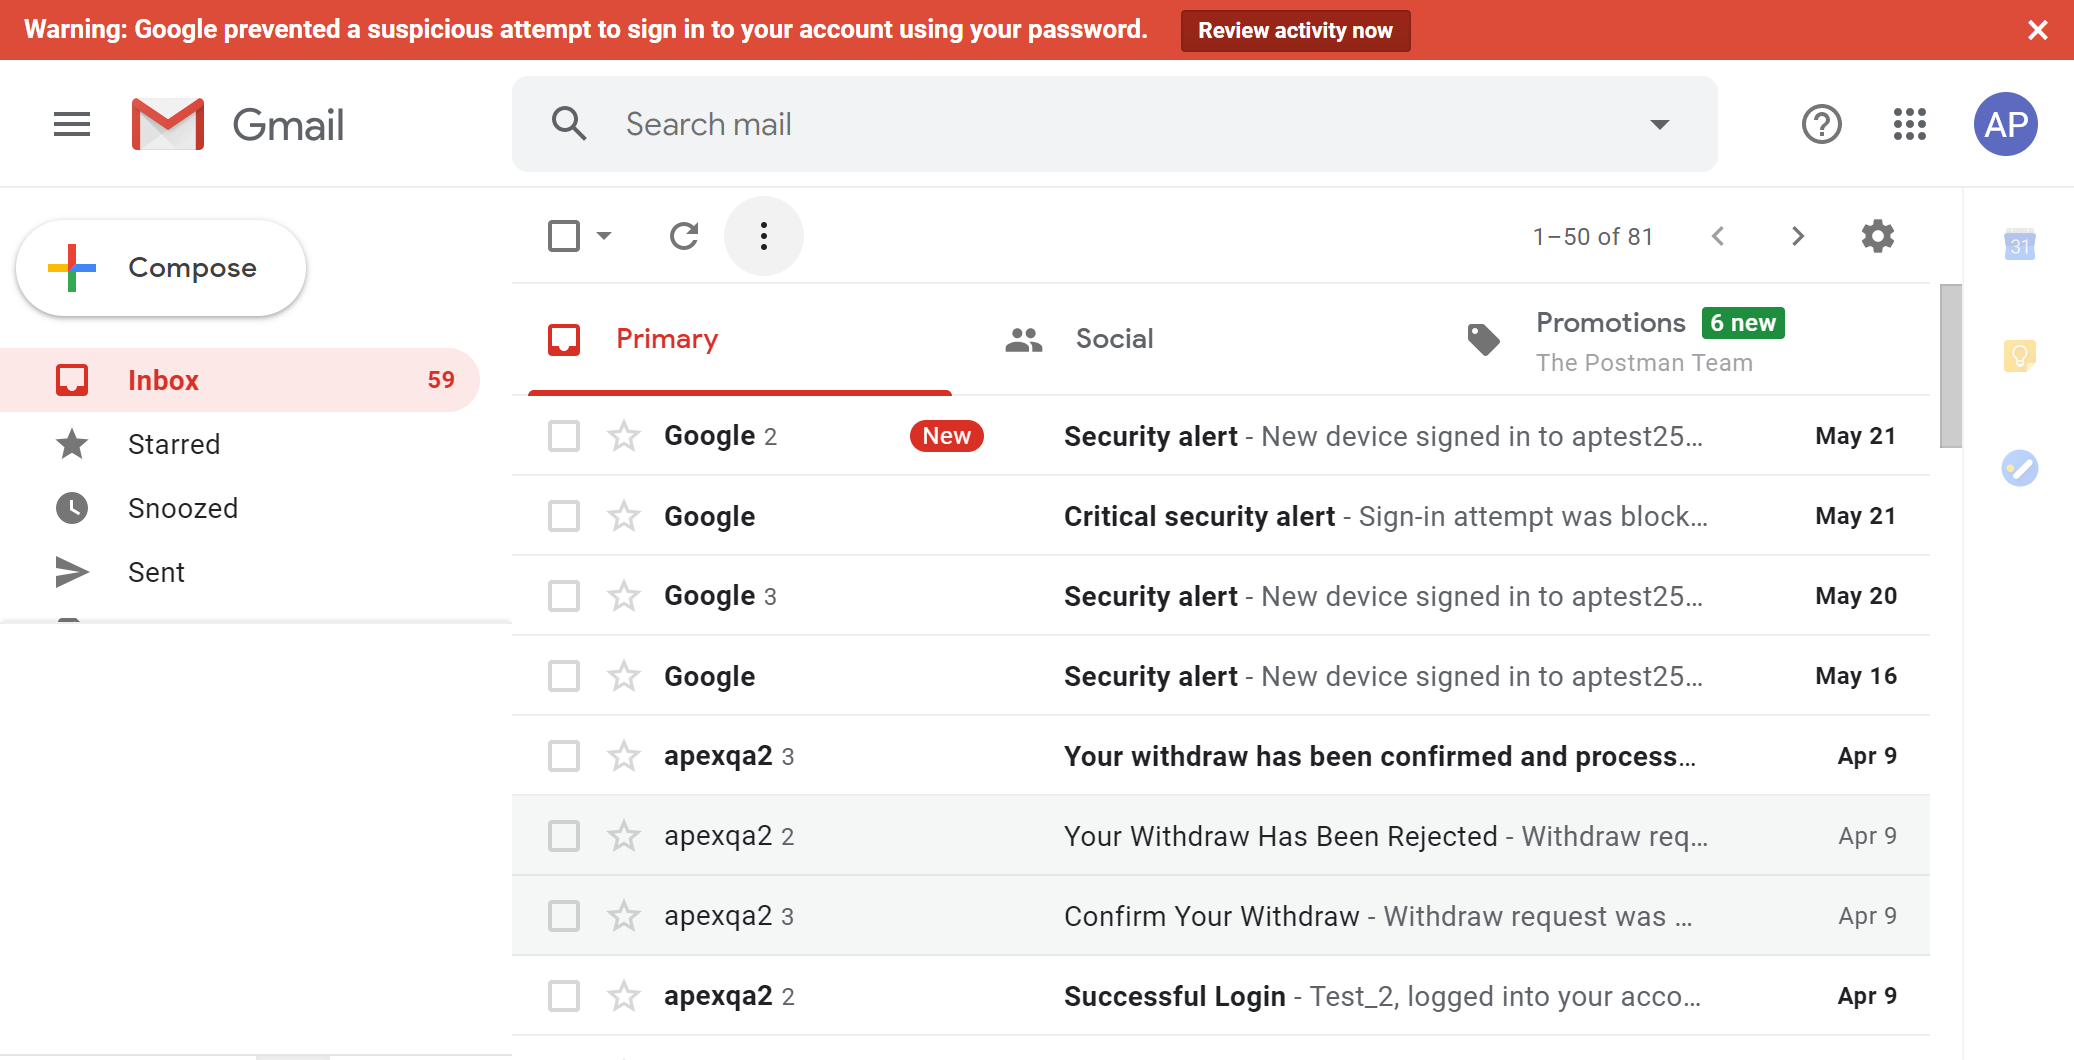 Warning: Google prevented a suspicious attempt to sign in to your account using your password. Review activity now
Gmail
Search mail
AP
Compose
1–50 of 81
31
Inbox 59
Starred
Snoozed
Sent
Primary
Social
Promotions 6 new
The Postman Team
Google 2 New Security alert - New device signed in to aptest25… May 21
Google Critical security alert - Sign-in attempt was block… May 21
Google 3 Security alert - New device signed in to aptest25… May 20
Google Security alert - New device signed in to aptest25… May 16
apexqa2 3 Your withdraw has been confirmed and process… Apr 9
apexqa2 2 Your Withdraw Has Been Rejected - Withdraw req… Apr 9
apexqa2 3 Confirm Your Withdraw - Withdraw request was … Apr 9
apexqa2 2 Successful Login - Test_2, logged into your acco… Apr 9